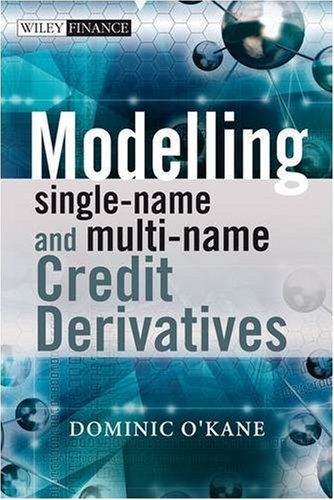 WILEY FINANCE
Modelling
single-name
and multi-name
Credit
Derivatives
DOMINIC O'KANE